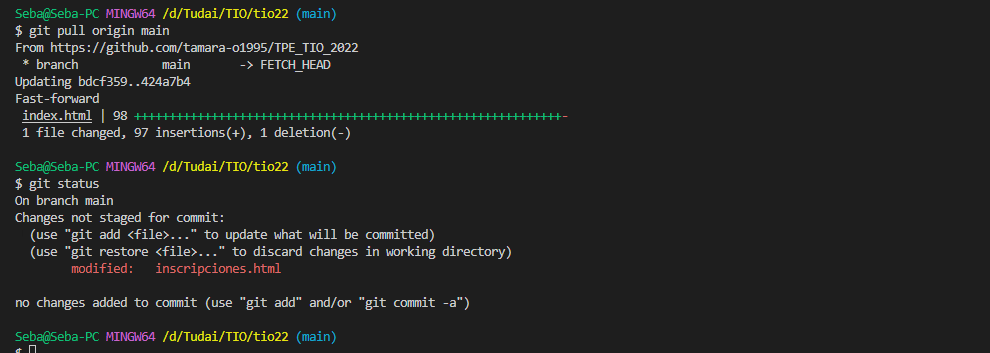 Seba@Seba-PC MINGW64 /d/Tudai/TIO/tio22 (main)
$ git pull origin main
From https://github.com/tamara-o1995/TPE_TIO_2022
 * branch            main       -> FETCH_HEAD
Updating bdcf359..424a7b4
Fast-forward
 index.html | 98 +++++++++++++++++++++++++++++++++++++++++++++++++++++++++++++-
 1 file changed, 97 insertions(+), 1 deletion(-)
Seba@Seba-PC MINGW64 /d/Tudai/TIO/tio22 (main)
$ git status
On branch main
Changes not staged for commit:
  (use "git add <file>..." to update what will be committed)
  (use "git restore <file>..." to discard changes in working directory)
        modified:   inscripciones.html
no changes added to commit (use "git add" and/or "git commit -a")
Seba@Seba-PC MINGW64 /d/Tudai/TIO/tio22 (main)
$